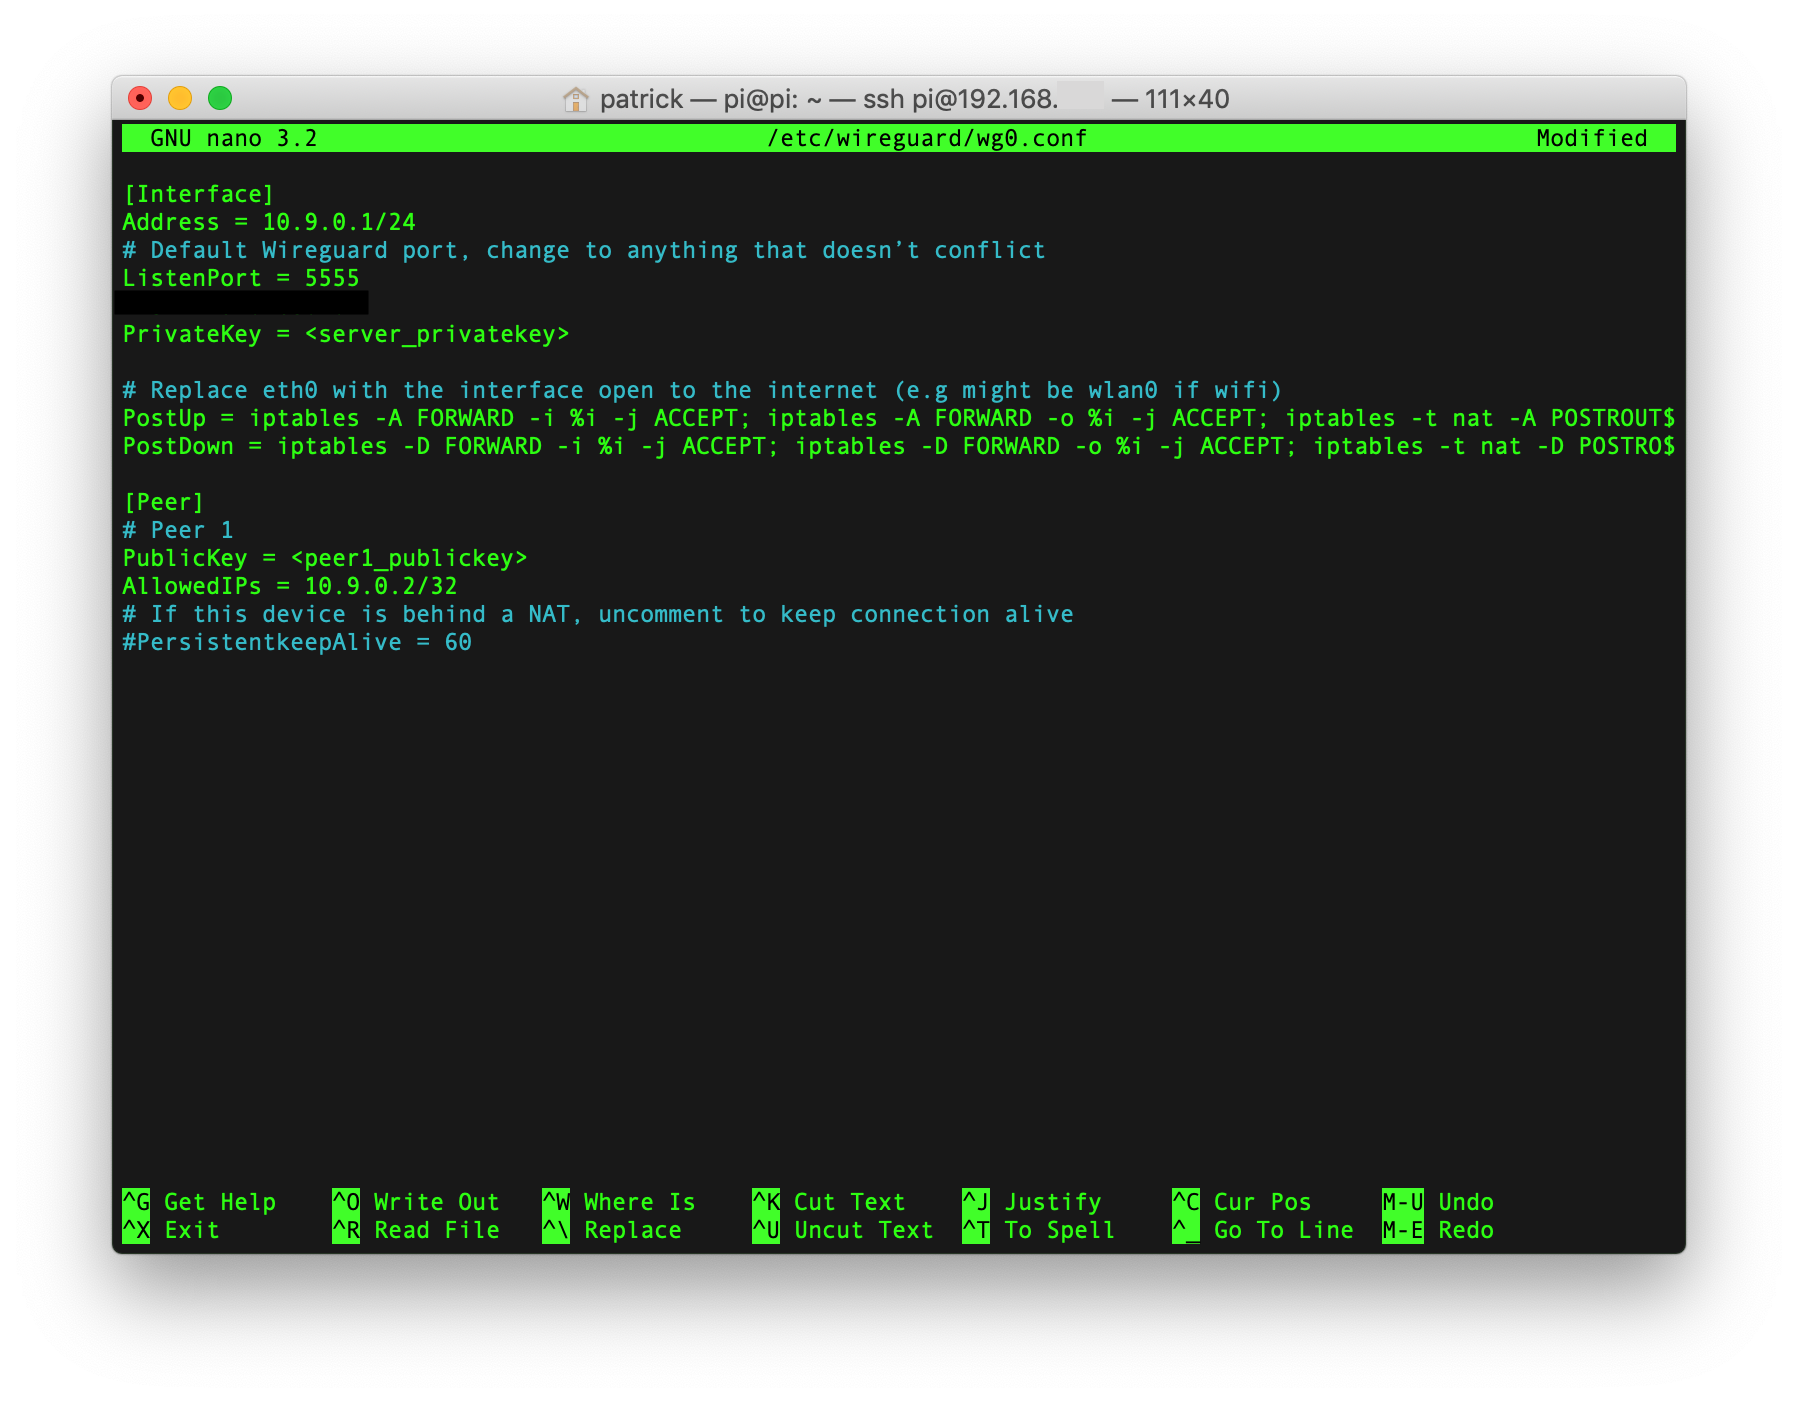 patrick — pi@pi: ~ — ssh pi@192.168. — 111×40
GNU nano 3.2 /etc/wireguard/wg0.conf Modified
[Interface]
Address = 10.9.0.1/24
# Default Wireguard port, change to anything that doesn’t conflict
ListenPort = 5555
PrivateKey = <server_privatekey>
# Replace eth0 with the interface open to the internet (e.g might be wlan0 if wifi)
PostUp = iptables -A FORWARD -i %i -j ACCEPT; iptables -A FORWARD -o %i -j ACCEPT; iptables -t nat -A POSTROUT$
PostDown = iptables -D FORWARD -i %i -j ACCEPT; iptables -D FORWARD -o %i -j ACCEPT; iptables -t nat -D POSTRO$
[Peer]
# Peer 1
PublicKey = <peer1_publickey>
AllowedIPs = 10.9.0.2/32
# If this device is behind a NAT, uncomment to keep connection alive
#PersistentkeepAlive = 60
^G Get Help ^O Write Out ^W Where Is ^K Cut Text ^J Justify ^C Cur Pos M-U Undo
^X Exit ^R Read File ^\ Replace ^U Uncut Text ^T To Spell ^_ Go To Line M-E Redo